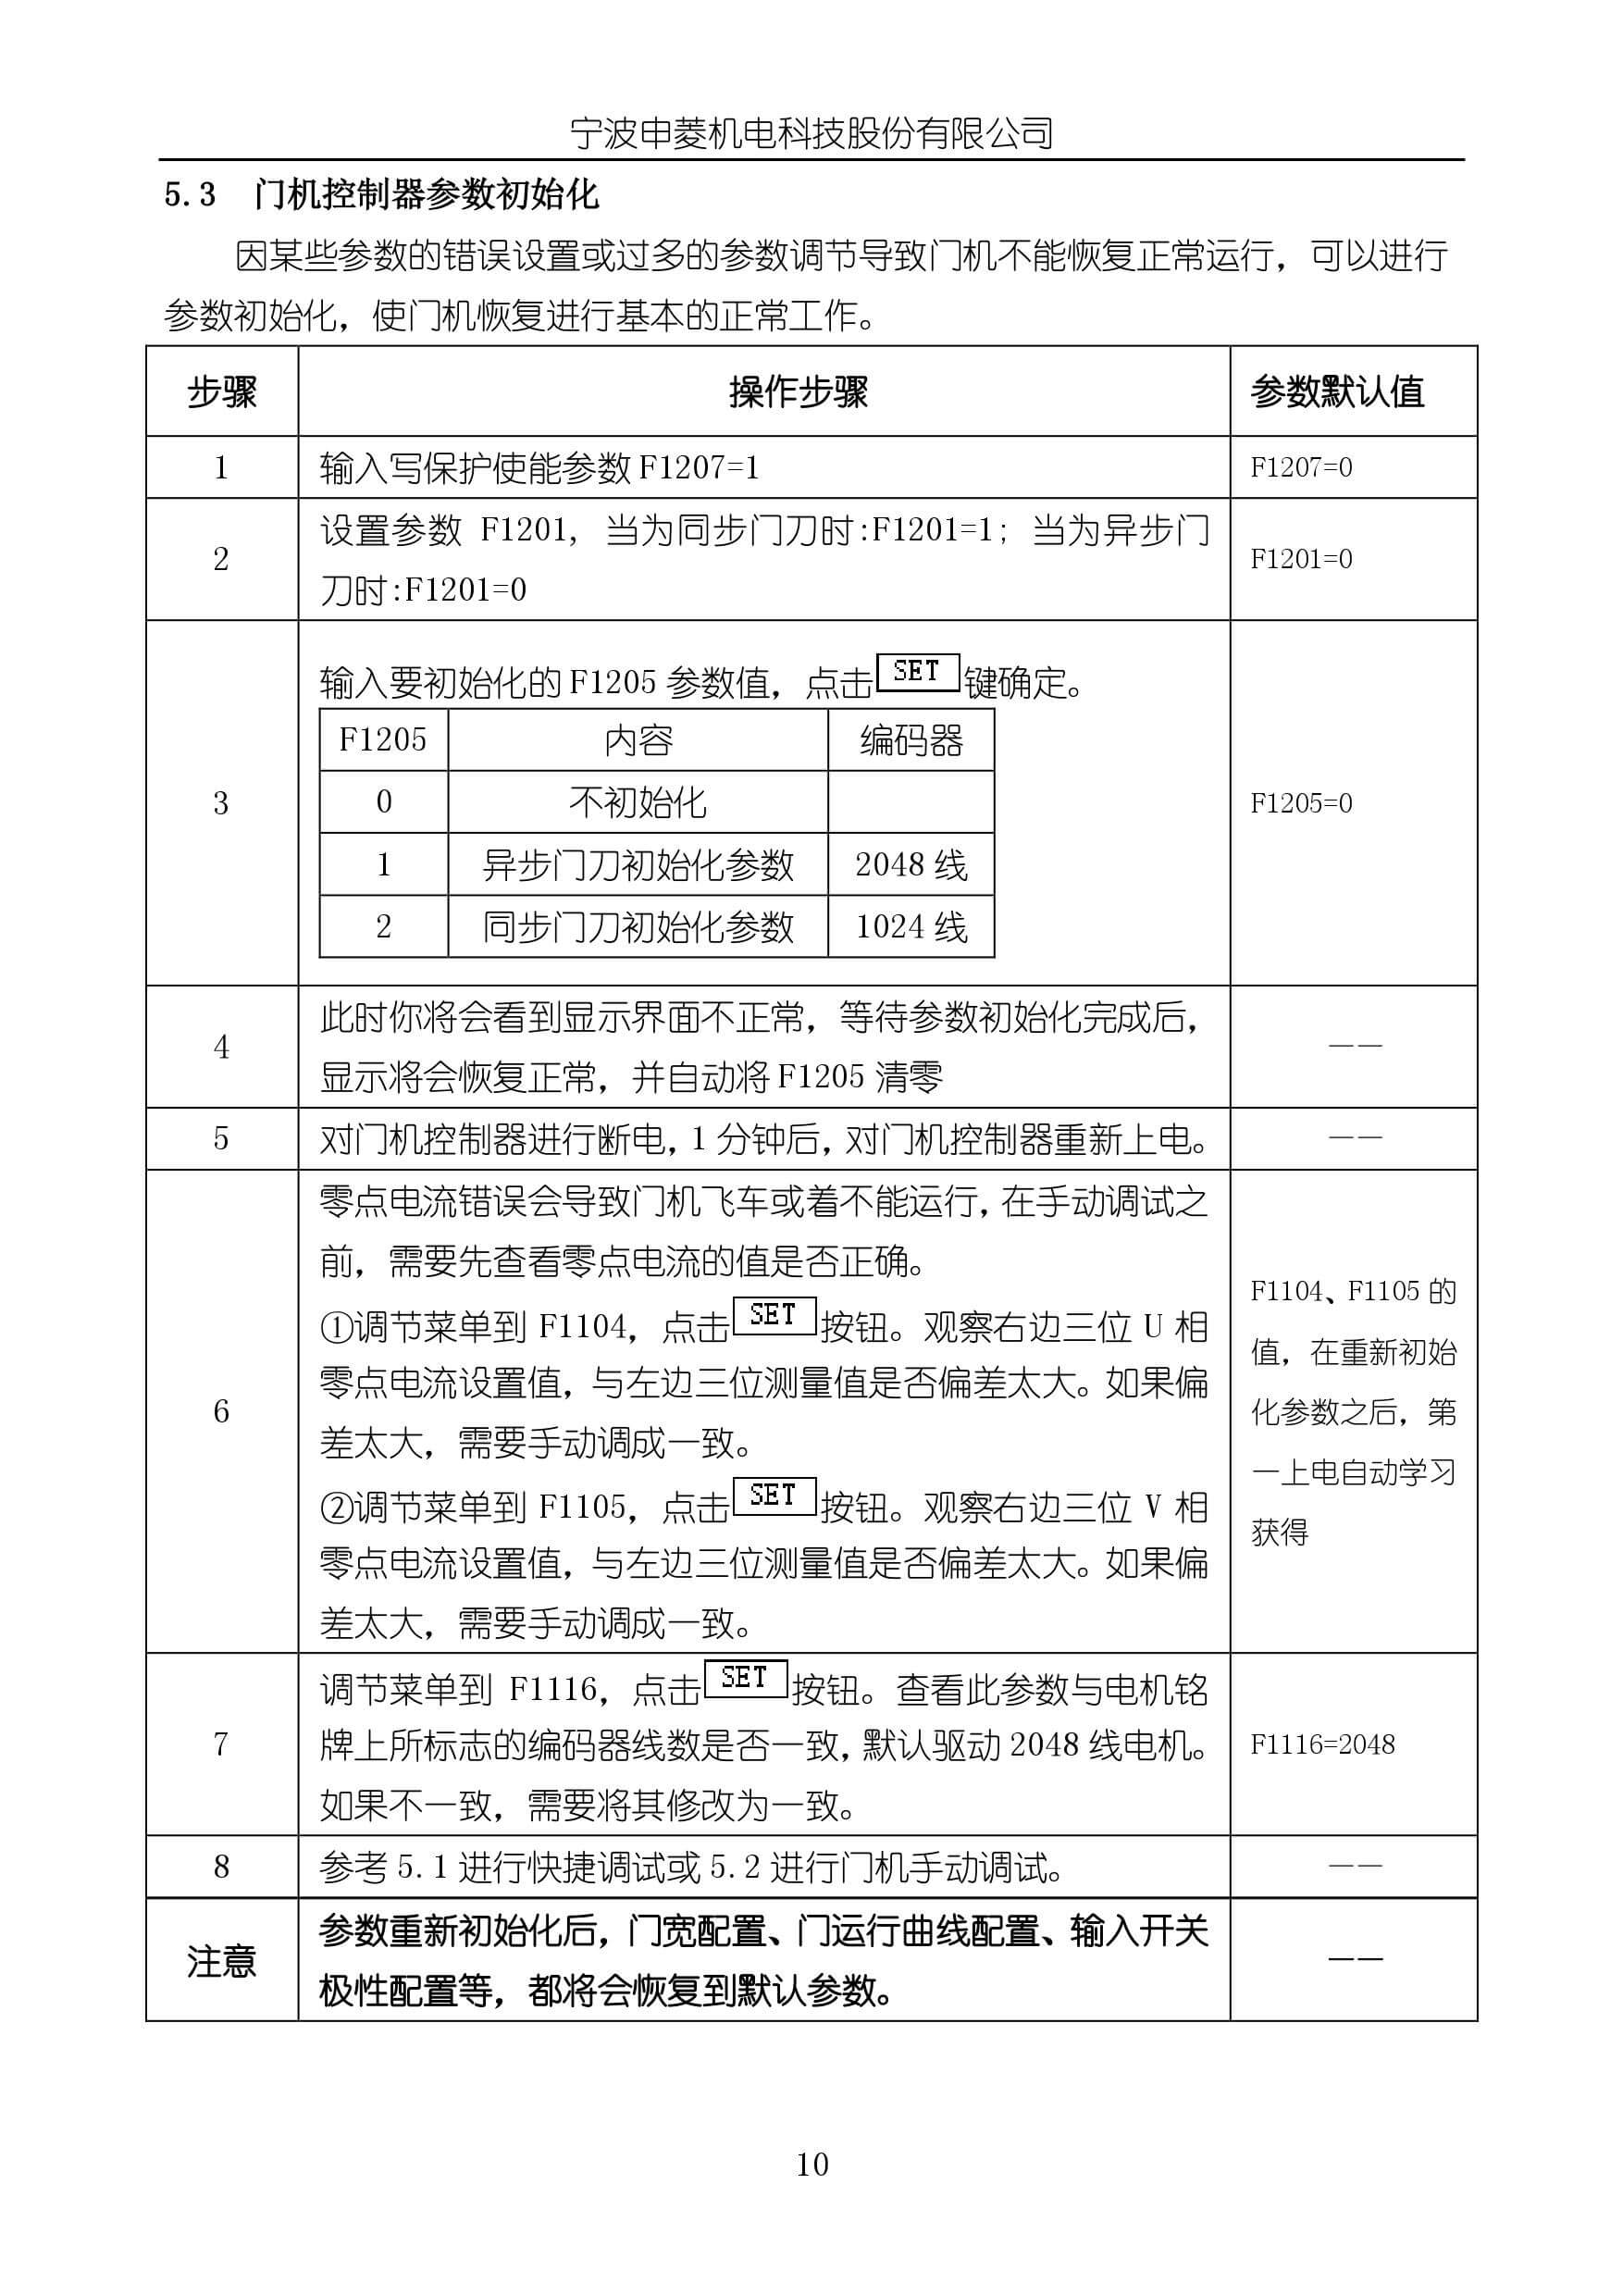 宁波申菱机电科技股份有限公司
5.3 门机控制器参数初始化
因某些参数的错误设置或过多的参数调节导致门机不能恢复正常运行，可以进行
参数初始化，使门机恢复进行基本的正常工作。
步骤 操作步骤 参数默认值
1 输入写保护使能参数 F1207=1 F1207=0
2 设置参数 F1201，当为同步门刀时:F1201=1；当为异步门
刀时:F1201=0
F1201=0
3
输入要初始化的 F1205 参数值，点击 SET 键确定。
F1205 内容 编码器
0 不初始化
1 异步门刀初始化参数 2048 线
2 同步门刀初始化参数 1024 线
F1205=0
4
此时你将会看到显示界面不正常，等待参数初始化完成后，
显示将会恢复正常，并自动将 F1205 清零
——
5 对门机控制器进行断电，1 分钟后，对门机控制器重新上电。 ——
6
零点电流错误会导致门机飞车或着不能运行，在手动调试之
前，需要先查看零点电流的值是否正确。
①调节菜单到 F1104，点击 SET 按钮。观察右边三位 U 相
零点电流设置值，与左边三位测量值是否偏差太大。如果偏
差太大，需要手动调成一致。
②调节菜单到 F1105，点击 SET 按钮。观察右边三位 V 相
零点电流设置值，与左边三位测量值是否偏差太大。如果偏
差太大，需要手动调成一致。
F1104、F1105 的
值，在重新初始
化参数之后，第
一上电自动学习
获得
7
调节菜单到 F1116，点击 SET 按钮。查看此参数与电机铭
牌上所标志的编码器线数是否一致，默认驱动 2048 线电机。
如果不一致，需要将其修改为一致。
F1116=2048
8 参考 5.1 进行快捷调试或 5.2 进行门机手动调试。 ——
注意
参数重新初始化后，门宽配置、门运行曲线配置、输入开关
极性配置等，都将会恢复到默认参数。
——
10